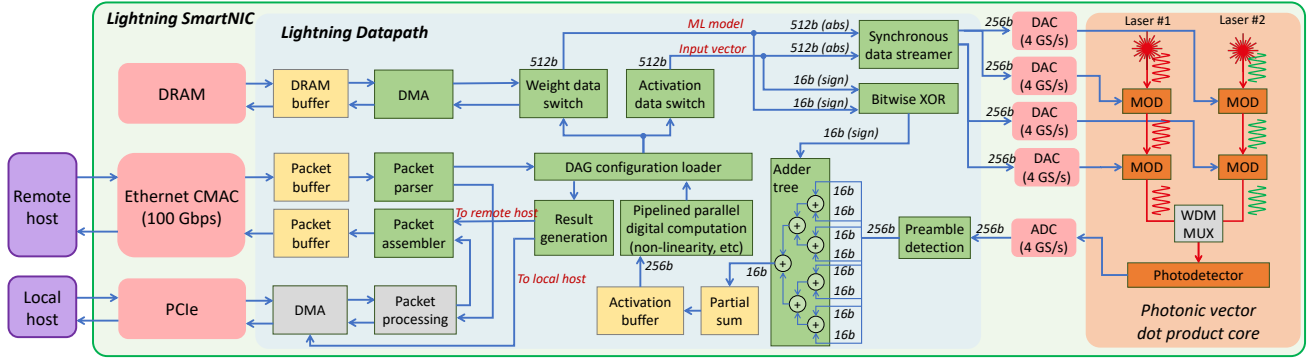 Lightning SmartNIC
Lightning Datapath
ML model
Input vector
512b (abs)
512b (abs)
512b
512b
16b (sign)
16b (sign)
16b (sign)
DRAM
DRAM
buffer
DMA
Weight data
switch
Activation
data switch
Synchronous
data streamer
Bitwise XOR
256b
256b
256b
256b
DAC
(4 GS/s)
DAC
(4 GS/s)
DAC
(4 GS/s)
DAC
(4 GS/s)
Laser #1
Laser #2
MOD
MOD
MOD
MOD
WDM
MUX
Photodetector
Photonic vector
dot product core
Remote
host
Ethernet CMAC
(100 Gbps)
Packet
buffer
Packet
parser
DAG configuration loader
Packet
buffer
Packet
assembler
To remote host
Result
generation
Pipelined parallel
digital computation
(non-linearity, etc)
256b
Adder
tree
+
+
+
+
+
+
+
16b
16b
16b
16b
16b
16b
16b
16b
16b
256b
Preamble
detection
256b
ADC
(4 GS/s)
Local
host
PCIe
DMA
Packet
processing
To local host
Activation
buffer
Partial
sum